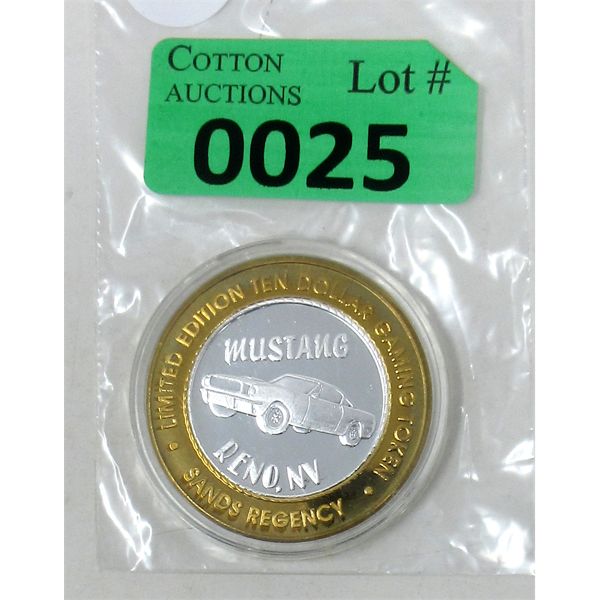 COTTON
AUCTIONS
Lot #
0025
LIMITED EDITION TEN DOLLAR GAMING TOKEN
MUSTANG
RENO, NV
• SANDS REGENCY •